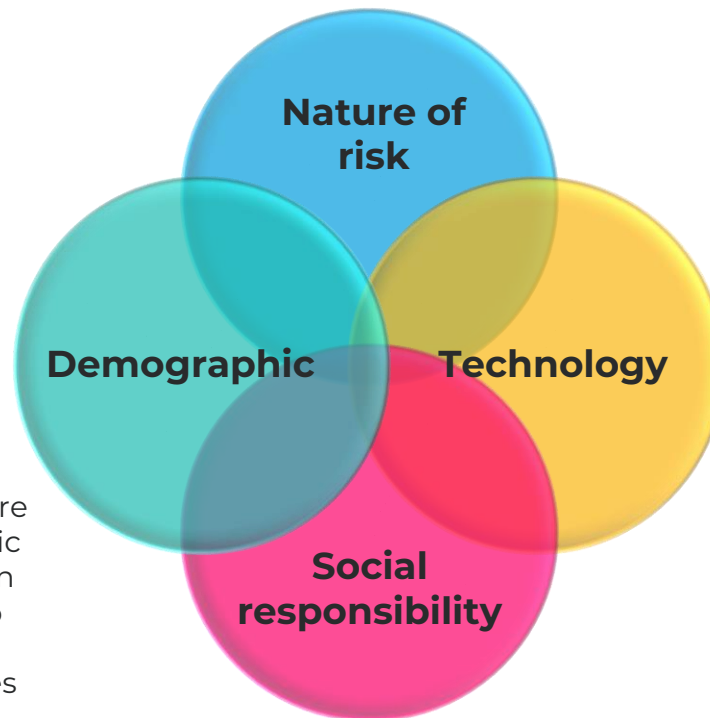 Nature of
risk
Demographic
Technology
Social
responsibility